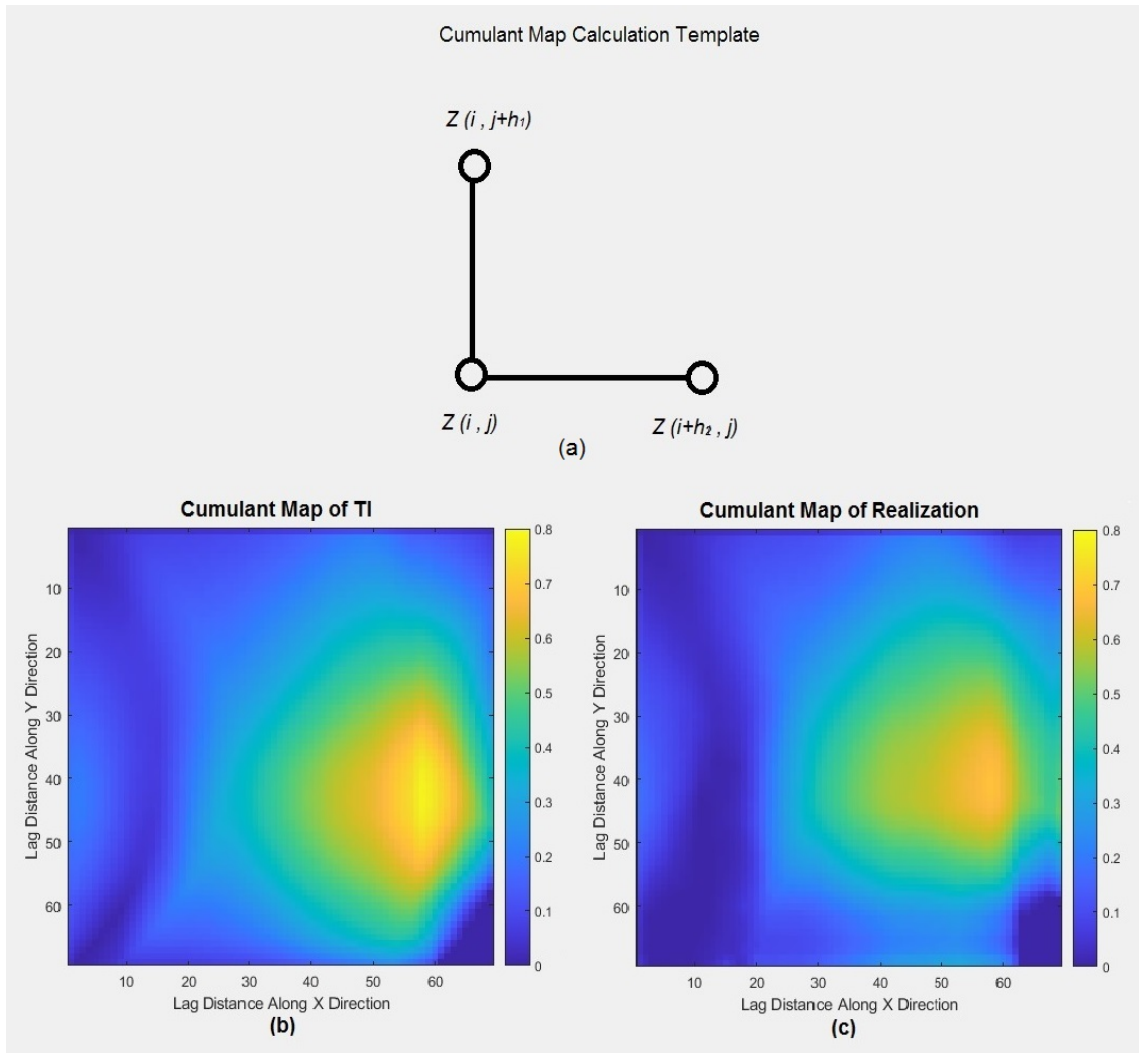 Cumulant Map Calculation Template
Z (i , j+h₁)
Z (i , j)
Z (i+h₂ , j)
(a)
Cumulant Map of TI
Lag Distance Along Y Direction
10
20
30
40
50
60
10 20 30 40 50 60
Lag Distance Along X Direction
0.8
0.7
0.6
0.5
0.4
0.3
0.2
0.1
0
(b)
Cumulant Map of Realization
Lag Distance Along Y Direction
10
20
30
40
50
60
10 20 30 40 50 60
Lag Distance Along X Direction
0.8
0.7
0.6
0.5
0.4
0.3
0.2
0.1
0
(c)